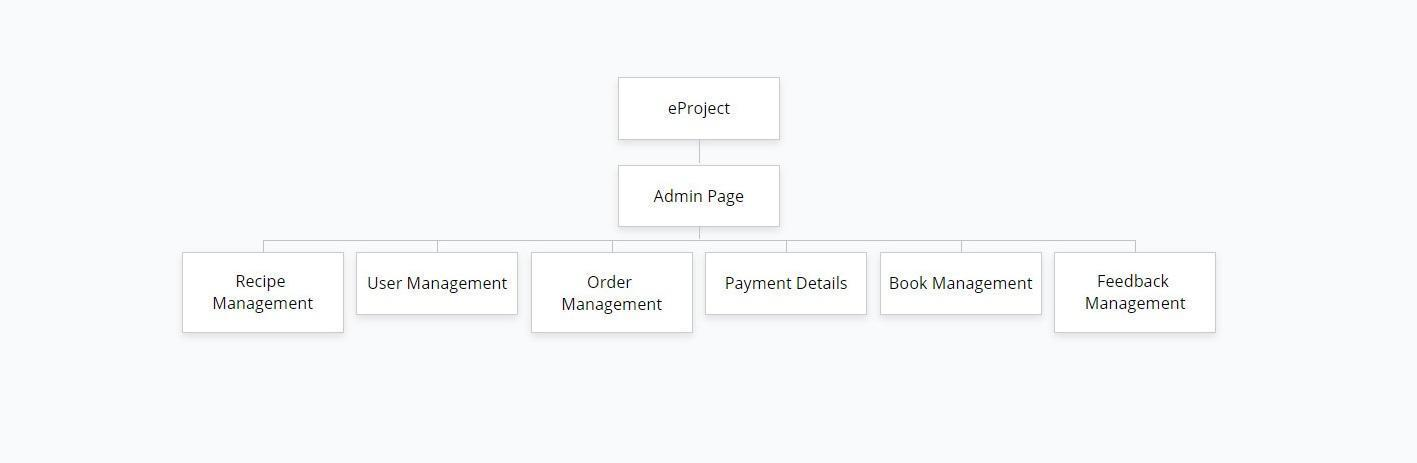 eProject
Admin Page
Recipe
Management
User Management
Order
Management
Payment Details
Book Management
Feedback
Management